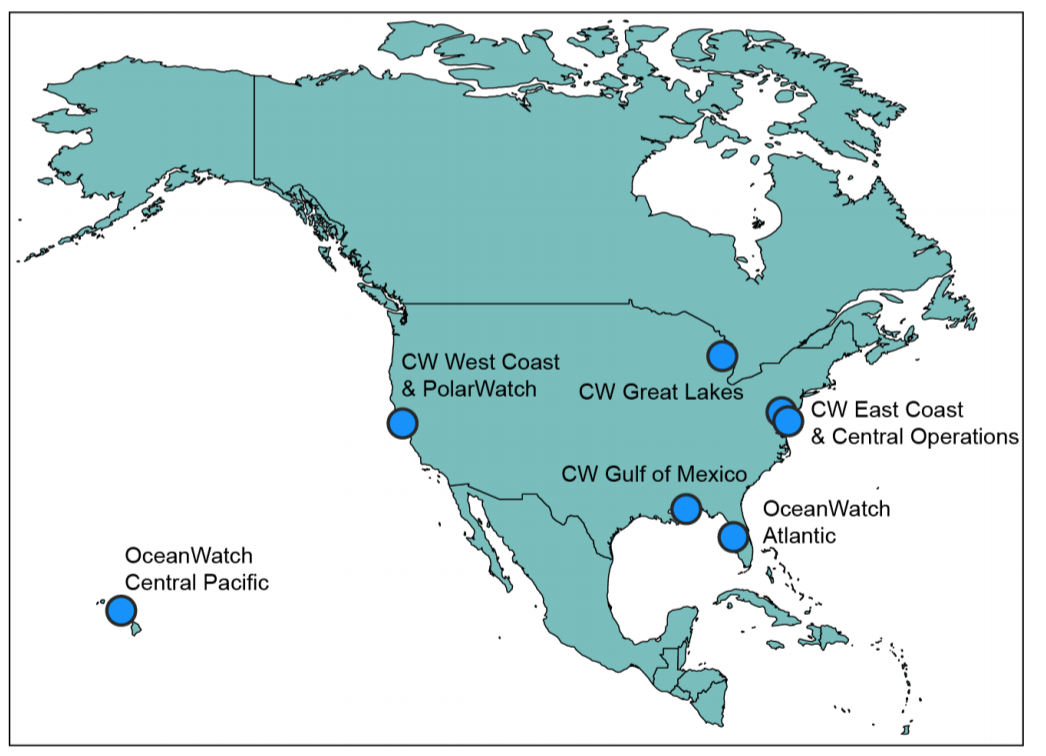 CW West Coast
& PolarWatch
CW Great Lakes
CW East Coast
& Central Operations
CW Gulf of Mexico
OceanWatch
Atlantic
OceanWatch
Central Pacific